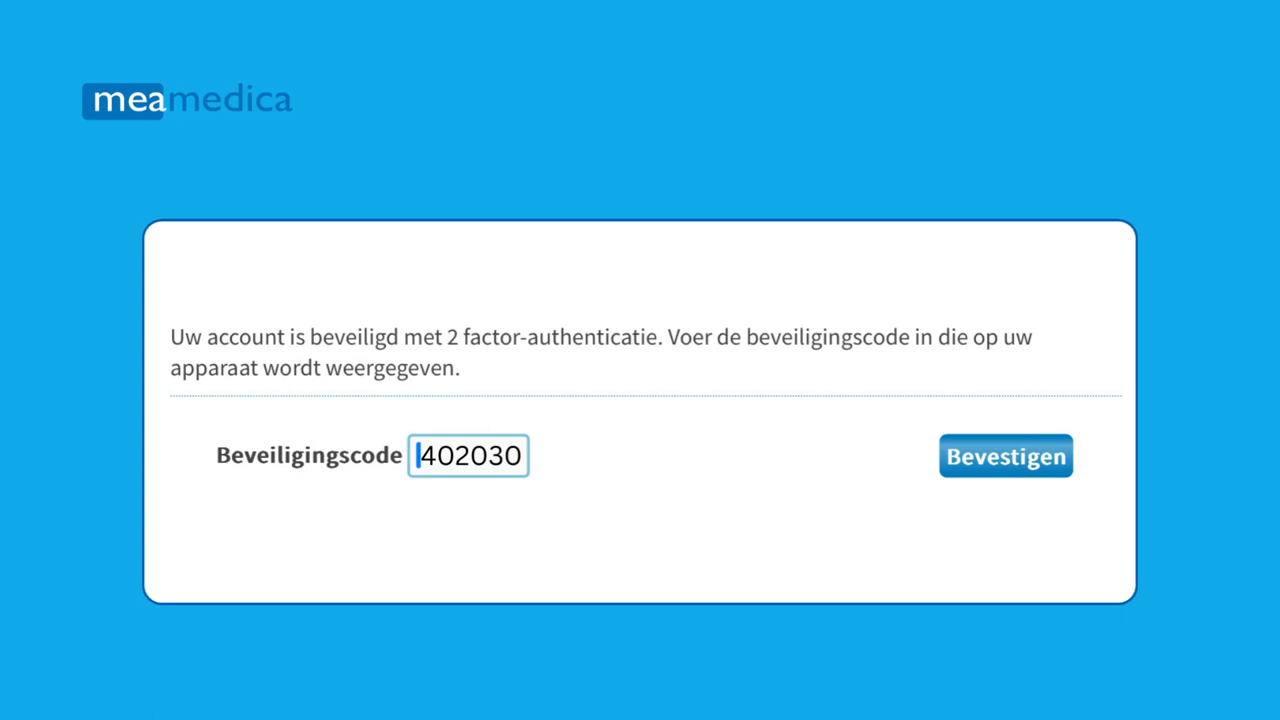 meamedica
Uw account is beveiligd met 2 factor-authenticatie. Voer de beveiligingscode in die op uw
apparaat wordt weergegeven.
Beveiligingscode 402030 Bevestigen